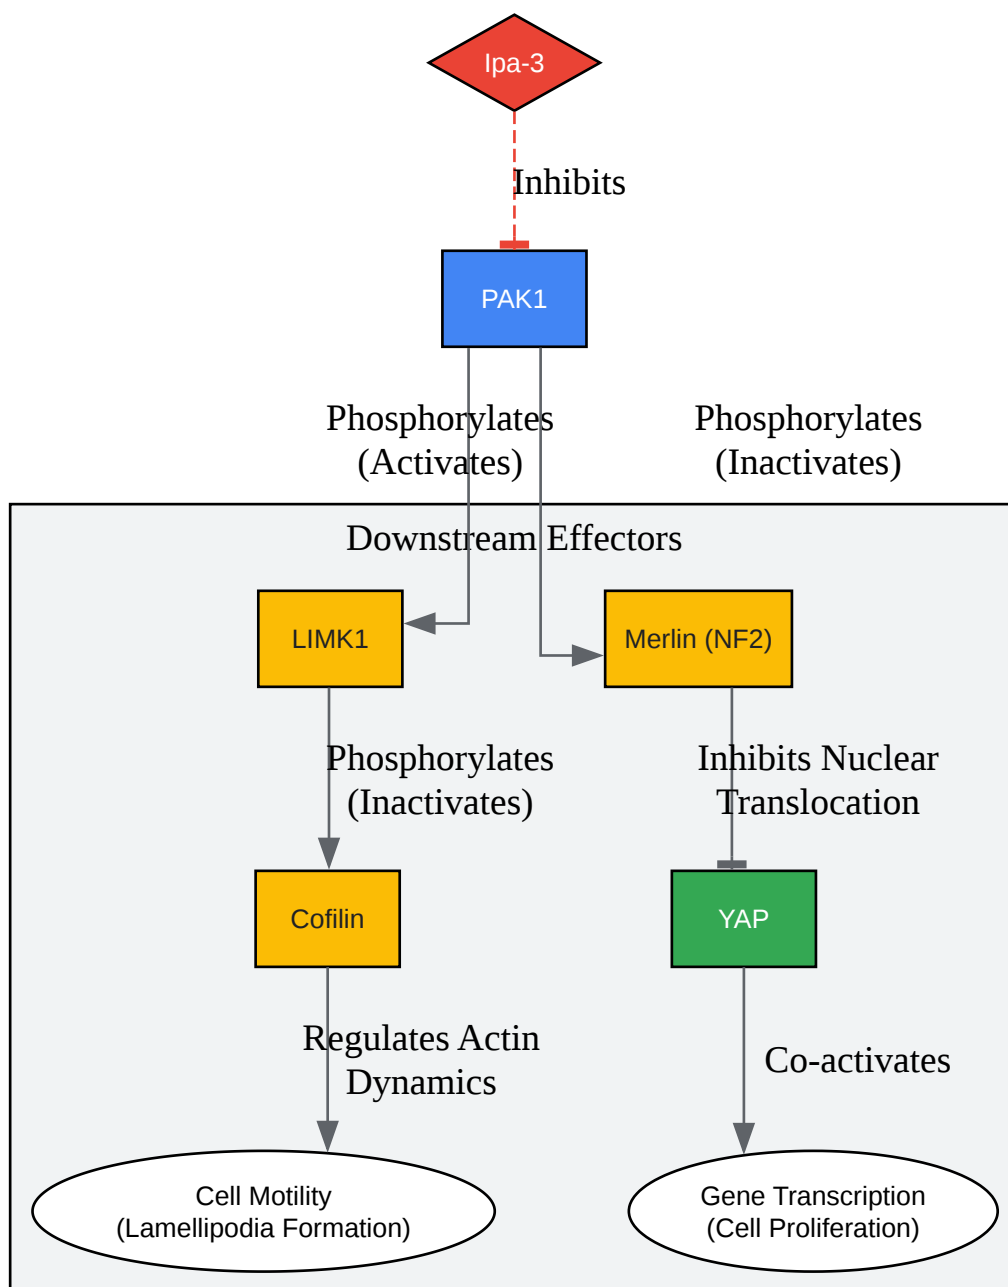 Ipa-3
Inhibits
PAK1
Phosphorylates
(Activates)
Phosphorylates
(Inactivates)
Downstream Effectors
LIMK1
Merlin (NF2)
Phosphorylates
(Inactivates)
Inhibits Nuclear
Translocation
Cofilin
YAP
Regulates Actin
Dynamics
Co-activates
Cell Motility
(Lamellipodia Formation)
Gene Transcription
(Cell Proliferation)